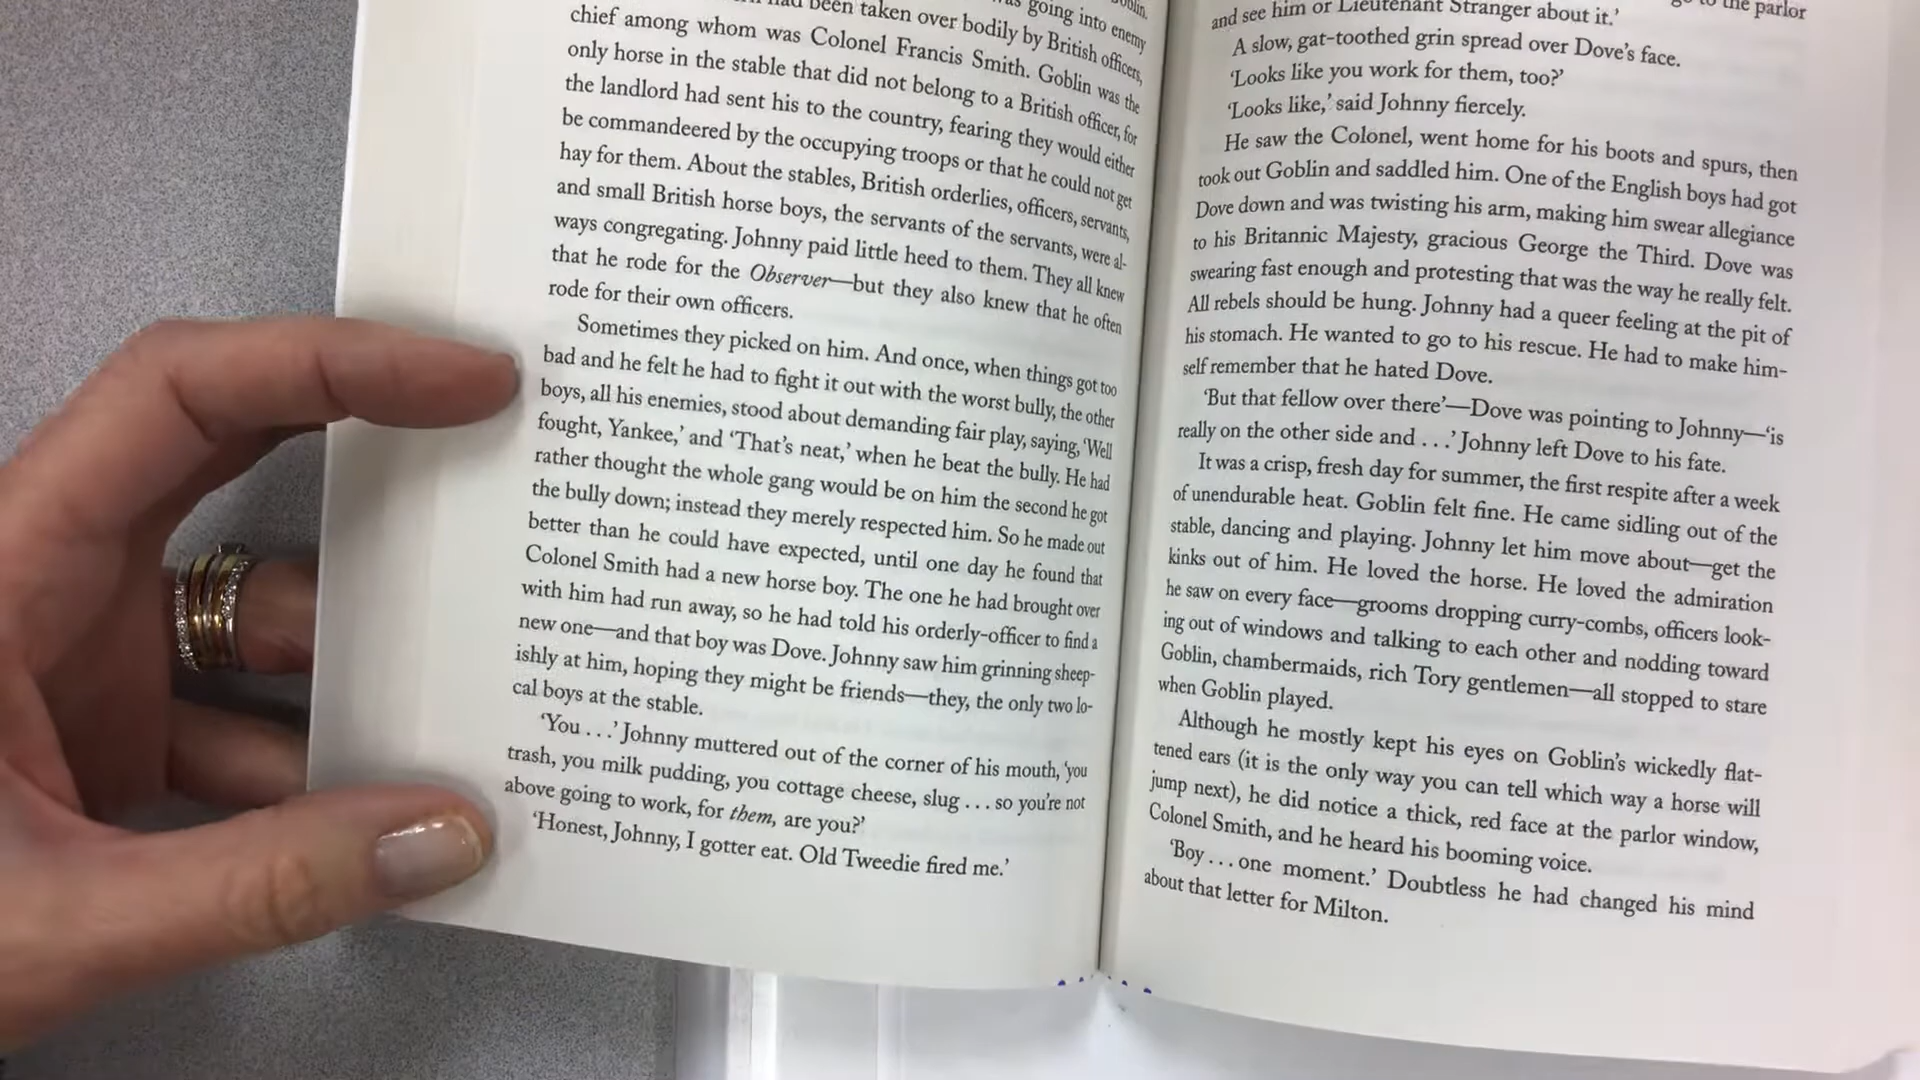 Goblin.
was going into enemy
had been taken over bodily by British officers,
chief among whom was Colonel Francis Smith. Goblin was the
only horse in the stable that did not belong to a British officer, for
the landlord had sent his to the country, fearing they would either
be commandeered by the occupying troops or that he could not get
hay for them. About the stables, British orderlies, officers, servants,
and small British horse boys, the servants of the servants, were al-
ways congregating. Johnny paid little heed to them. They all knew
that he rode for the Observer—but they also knew that he often
rode for their own officers.
Sometimes they picked on him. And once, when things got too
bad and he felt he had to fight it out with the worst bully, the other
boys, all his enemies, stood about demanding fair play, saying, ‘Well
fought, Yankee,’ and ‘That’s neat,’ when he beat the bully. He had
rather thought the whole gang would be on him the second he got
the bully down; instead they merely respected him. So he made out
better than he could have expected, until one day he found that
Colonel Smith had a new horse boy. The one he had brought over
with him had run away, so he had told his orderly-officer to find a
new one—and that boy was Dove. Johnny saw him grinning sheep-
ishly at him, hoping they might be friends—they, the only two lo-
cal boys at the stable.
‘You . . .’ Johnny muttered out of the corner of his mouth, ‘you
trash, you milk pudding, you cottage cheese, slug . . . so you’re not
above going to work, for them, are you?’
‘Honest, Johnny, I gotter eat. Old Tweedie fired me.’
go to the parlor
and see him or Lieutenant Stranger about it.’
A slow, gat-toothed grin spread over Dove’s face.
‘Looks like you work for them, too?’
‘Looks like,’ said Johnny fiercely.
He saw the Colonel, went home for his boots and spurs, then
took out Goblin and saddled him. One of the English boys had got
Dove down and was twisting his arm, making him swear allegiance
to his Britannic Majesty, gracious George the Third. Dove was
swearing fast enough and protesting that was the way he really felt.
All rebels should be hung. Johnny had a queer feeling at the pit of
his stomach. He wanted to go to his rescue. He had to make him-
self remember that he hated Dove.
‘But that fellow over there’—Dove was pointing to Johnny—‘is
really on the other side and . . .’ Johnny left Dove to his fate.
It was a crisp, fresh day for summer, the first respite after a week
of unendurable heat. Goblin felt fine. He came sidling out of the
stable, dancing and playing. Johnny let him move about—get the
kinks out of him. He loved the horse. He loved the admiration
he saw on every face—grooms dropping curry-combs, officers look-
ing out of windows and talking to each other and nodding toward
Goblin, chambermaids, rich Tory gentlemen—all stopped to stare
when Goblin played.
Although he mostly kept his eyes on Goblin’s wickedly flat-
tened ears (it is the only way you can tell which way a horse will
jump next), he did notice a thick, red face at the parlor window,
Colonel Smith, and he heard his booming voice.
‘Boy . . . one moment.’ Doubtless he had changed his mind
about that letter for Milton.